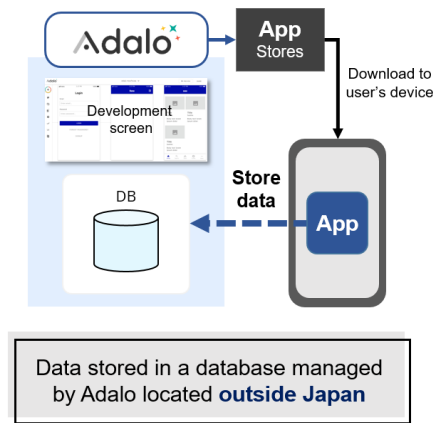 Adalo
App
Stores
Download to
user's device
Development
screen
Store
data
DB
App
Data stored in a database managed
by Adalo located outside Japan